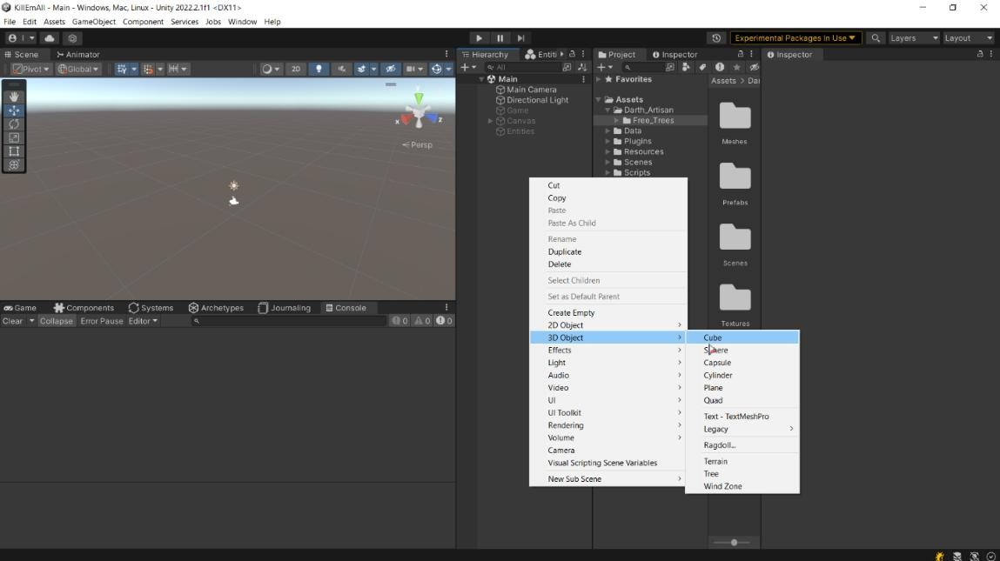 KillEmAll - Main - Windows, Mac, Linux - Unity 2022.2.1f1 <DX11>
File Edit Assets GameObject Component Services Jobs Window Help
Experimental Packages In Use Layers Layout
Scene Animator
Pivot Global 2D
x y z
Persp
Hierarchy Entiti
All
Main
Main Camera
Directional Light
Game
Canvas
Entities
Project Inspector
Favorites
Assets
Darth_Artisan
Free_Trees
Data
Plugins
Resources
Scenes
Scripts
Assets > Dar
Meshes
Prefabs
Scenes
Textures
Inspector
Cut
Copy
Paste
Paste As Child
Rename
Duplicate
Delete
Select Children
Set as Default Parent
Create Empty
2D Object
3D Object
Effects
Light
Audio
Video
UI
UI Toolkit
Rendering
Volume
Camera
Visual Scripting Scene Variables
New Sub Scene
Cube
Sphere
Capsule
Cylinder
Plane
Quad
Text - TextMeshPro
Legacy
Ragdoll...
Terrain
Tree
Wind Zone
Game Components Systems Archetypes Journaling Console
Clear Collapse Error Pause Editor 0 0 0